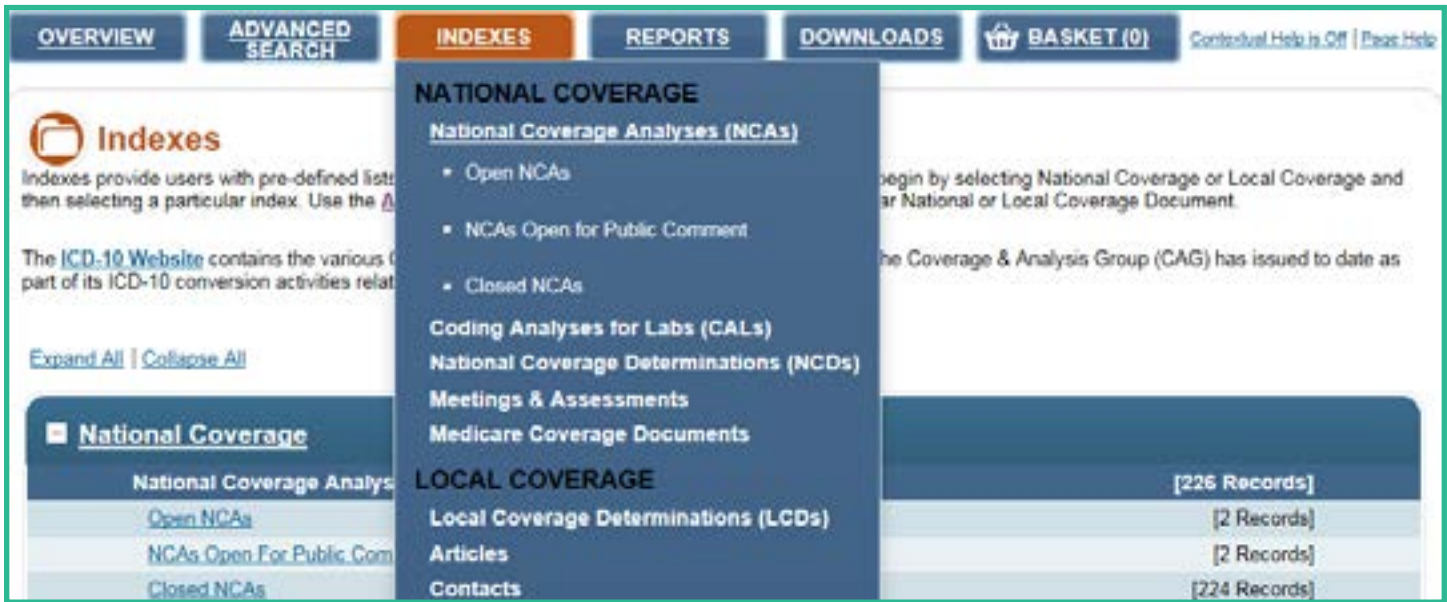 OVERVIEW
ADVANCED
SEARCH
INDEXES
REPORTS
DOWNLOADS
BASKET (0)
Contextual Help is Off | Page Help
NATIONAL COVERAGE
National Coverage Analyses (NCAs)
• Open NCAs
• NCAs Open for Public Comment
• Closed NCAs
Coding Analyses for Labs (CALs)
National Coverage Determinations (NCDs)
Meetings & Assessments
Medicare Coverage Documents
LOCAL COVERAGE
Local Coverage Determinations (LCDs)
Articles
Contacts
Indexes
Indexes provide users with pre-defined lists begin by selecting National Coverage or Local Coverage and
then selecting a particular index. Use the National or Local Coverage Document.
The ICD-10 Website contains the various the Coverage & Analysis Group (CAG) has issued to date as
part of its ICD-10 conversion activities
Expand All | Collapse All
National Coverage
National Coverage Analys [226 Records]
Open NCAs [2 Records]
NCAs Open For Public Com [2 Records]
Closed NCAs [224 Records]